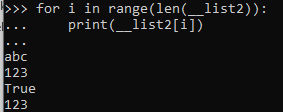 >>> for i in range(len(__list2)):
...     print(__list2[i])
...
abc
123
True
123